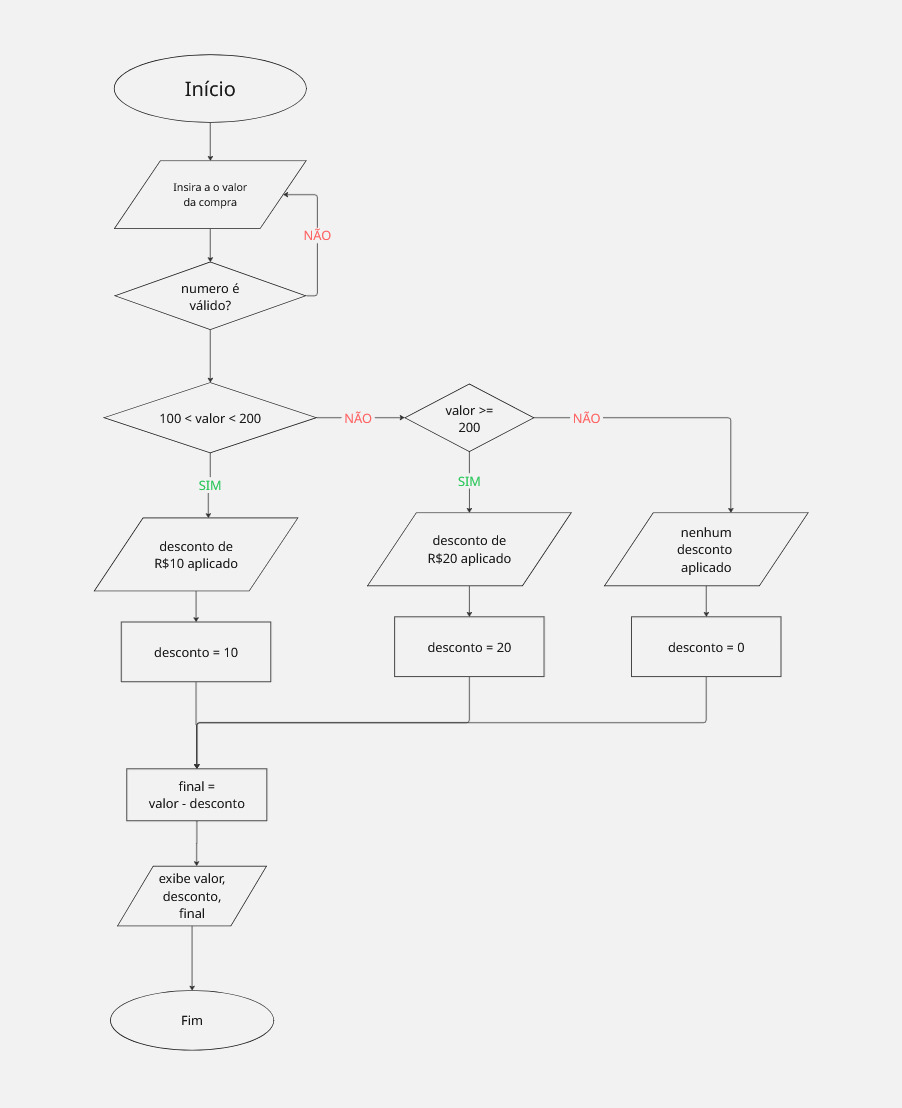 Início
Insira a o valor
da compra
NÃO
numero é
válido?
100 < valor < 200
NÃO
valor >=
200
NÃO
SIM
SIM
desconto de
R$10 aplicado
desconto de
R$20 aplicado
nenhum
desconto
aplicado
desconto = 10
desconto = 20
desconto = 0
final =
valor - desconto
exibe valor,
desconto,
final
Fim